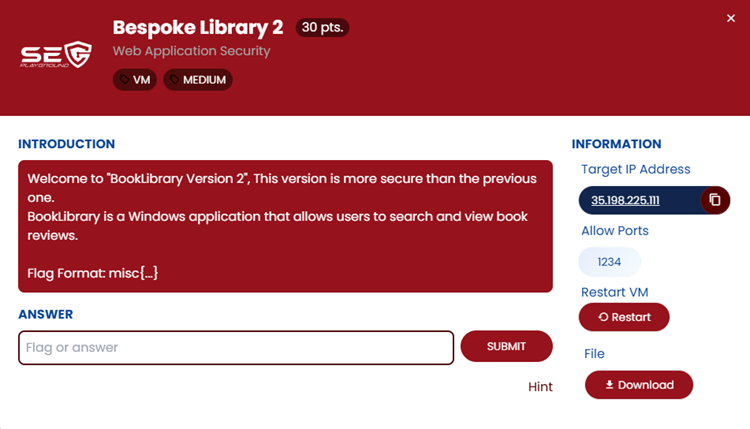 Bespoke Library 2 30 pts.
Web Application Security
VM MEDIUM
SEC
PLAYGROUND
INTRODUCTION
Welcome to "BookLibrary Version 2", This version is more secure than the previous
one.
BookLibrary is a Windows application that allows users to search and view book
reviews.
Flag Format: misc{...}
ANSWER
Flag or answer
SUBMIT
Hint
INFORMATION
Target IP Address
35.198.225.111
Allow Ports
1234
Restart VM
Restart
File
Download